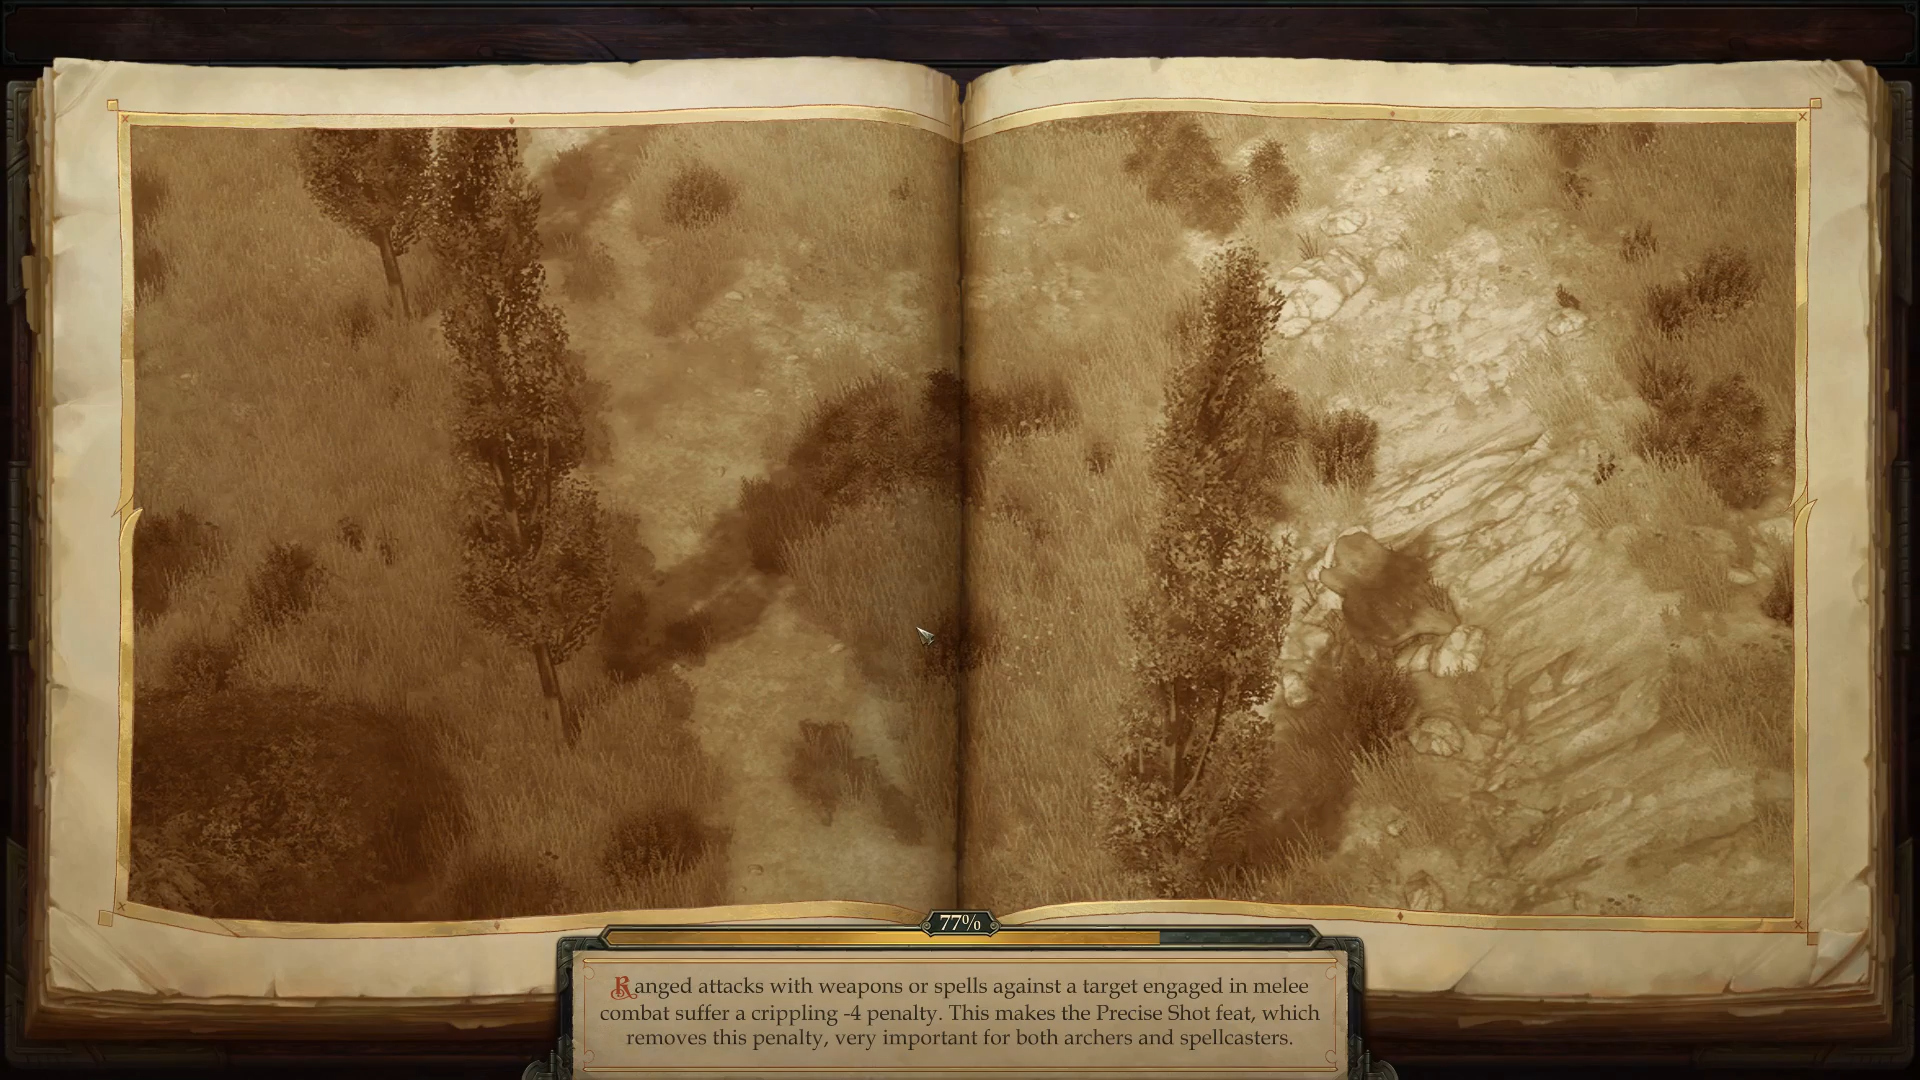 77%
Ranged attacks with weapons or spells against a target engaged in melee
combat suffer a crippling -4 penalty. This makes the Precise Shot feat, which
removes this penalty, very important for both archers and spellcasters.